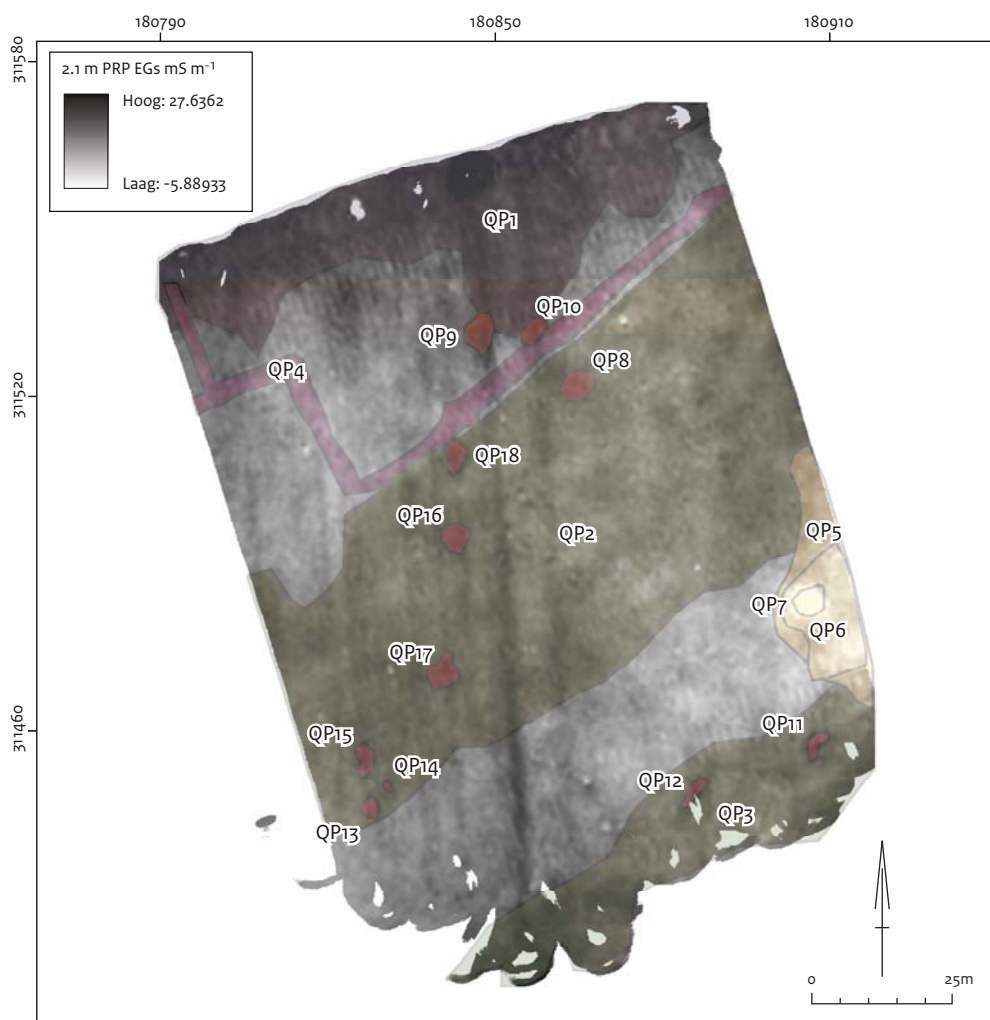 180790
180850
180910
311580
2.1 m PRP EGs mS m⁻¹
Hoog: 27.6362
Laag: -5.88933
QP1
QP10
QP9
QP8
QP4
311520
QP18
QP16
QP2
QP5
QP7
QP6
QP17
QP11
311460
QP15
QP14
QP12
QP3
QP13
0
25m